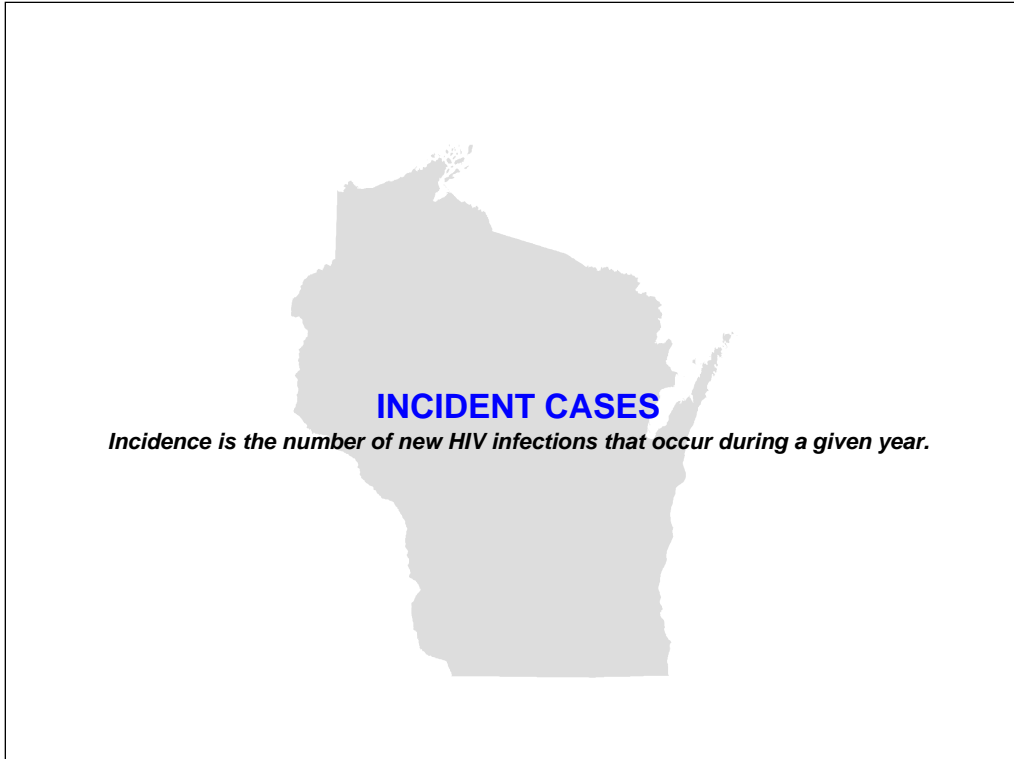 INCIDENT CASES
Incidence is the number of new HIV infections that occur during a given year.